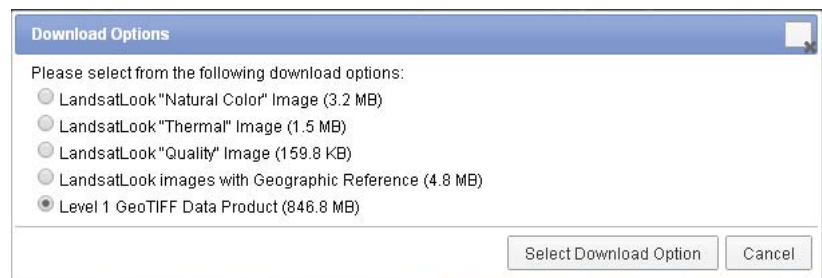 Download Options
Please select from the following download options:
LandsatLook "Natural Color" Image (3.2 MB)
LandsatLook "Thermal" Image (1.5 MB)
LandsatLook "Quality" Image (159.8 KB)
LandsatLook images with Geographic Reference (4.8 MB)
Level 1 GeoTIFF Data Product (846.8 MB)
Select Download Option Cancel